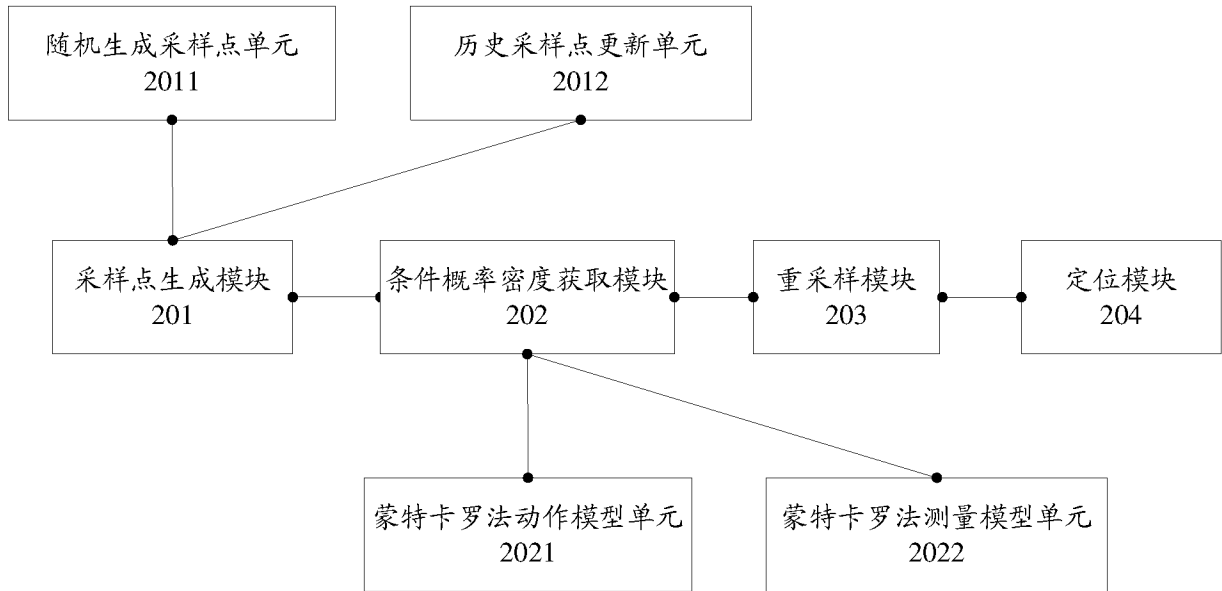 随机生成采样点单元
2011
历史采样点更新单元
2012
采样点生成模块
201
条件概率密度获取模块
202
重采样模块
203
定位模块
204
蒙特卡罗法动作模型单元
2021
蒙特卡罗法测量模型单元
2022